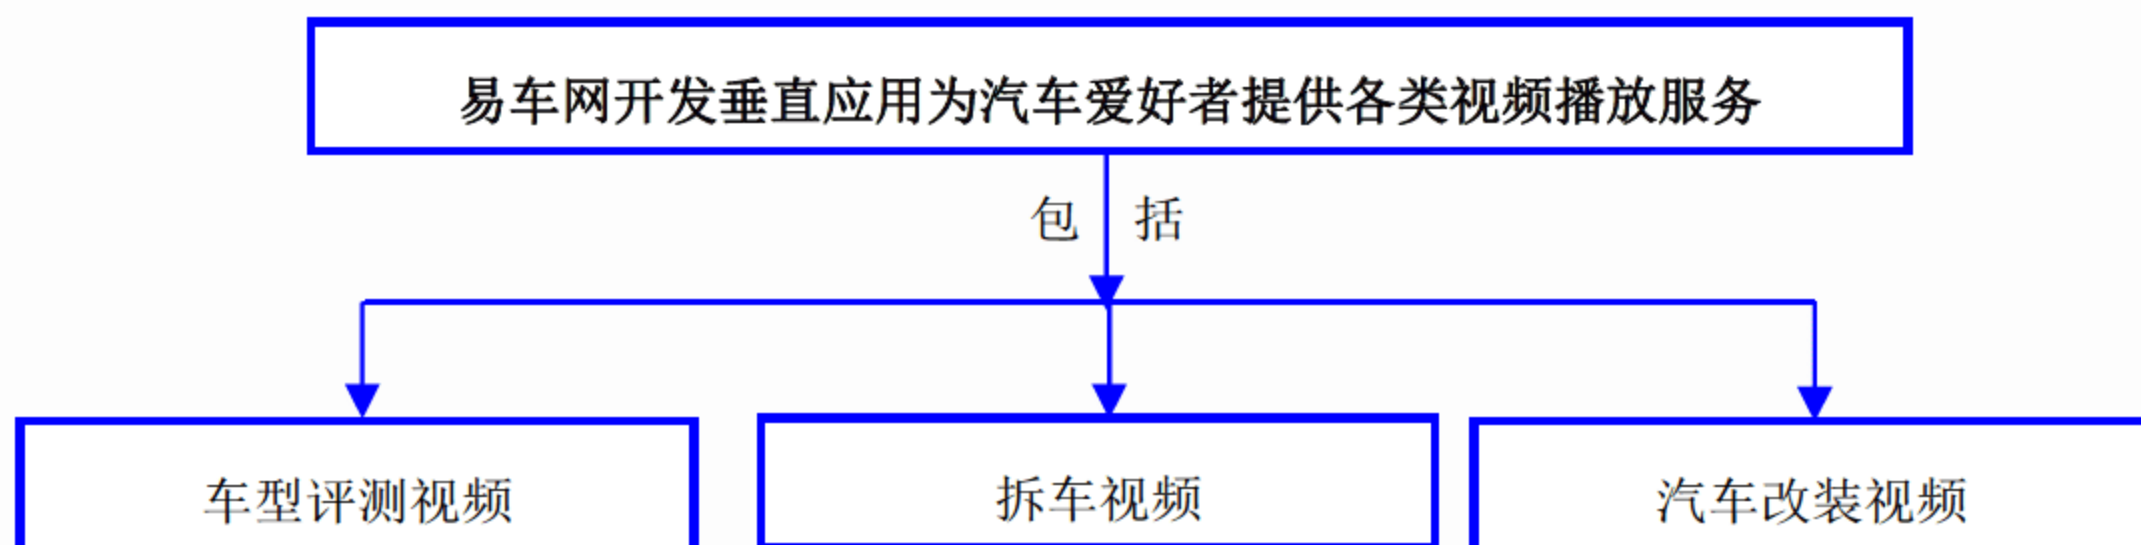 易车网开发垂直应用为汽车爱好者提供各类视频播放服务
包 括
车型评测视频
拆车视频
汽车改装视频